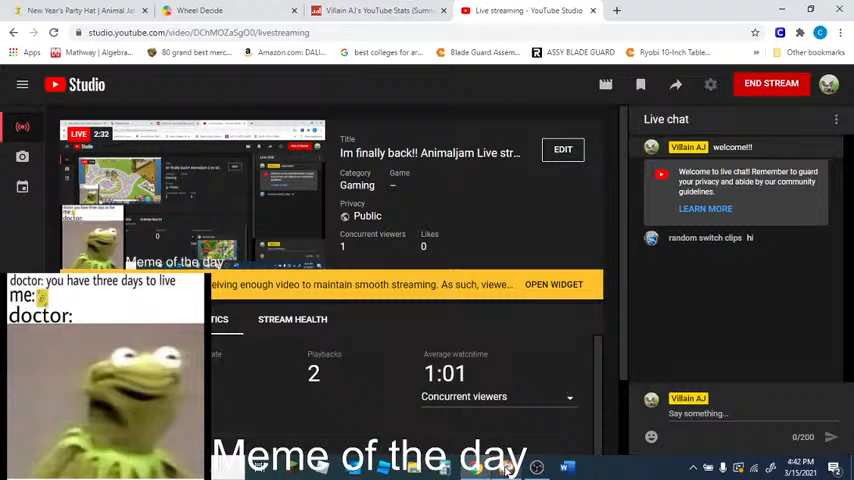 New Year's Party Hat | Animal Ja
Wheel Decide
Villain AJ's YouTube Stats (Summ
Live streaming - YouTube Studio
studio.youtube.com/video/DChMOZaSgO0/livestreaming
Mathway | Algebra...
80 grand best merc...
Amazon.com: DALI...
best colleges for ar...
Blade Guard Assem...
ASSY BLADE GUARD
Ryobi 10-Inch Table...
Other bookmarks
Studio
END STREAM
LIVE 2:32
Title
Im finally back!! Animaljam Live str...
EDIT
Category
Game
Gaming
–
Privacy
Public
Concurrent viewers
Likes
1
0
Meme of the day
eiving enough video to maintain smooth streaming. As such, viewe...
OPEN WIDGET
TICS
STREAM HEALTH
ate
Playbacks
Average watchtime
2
1:01
Concurrent viewers
Live chat
Villain AJ welcome!!!
Welcome to live chat! Remember to guard
your privacy and abide by our community
guidelines.
LEARN MORE
random switch clips hi
Villain AJ
Say something...
0/200
doctor: you have three days to live
me:
doctor:
Meme of the day
4:42 PM
3/15/2021